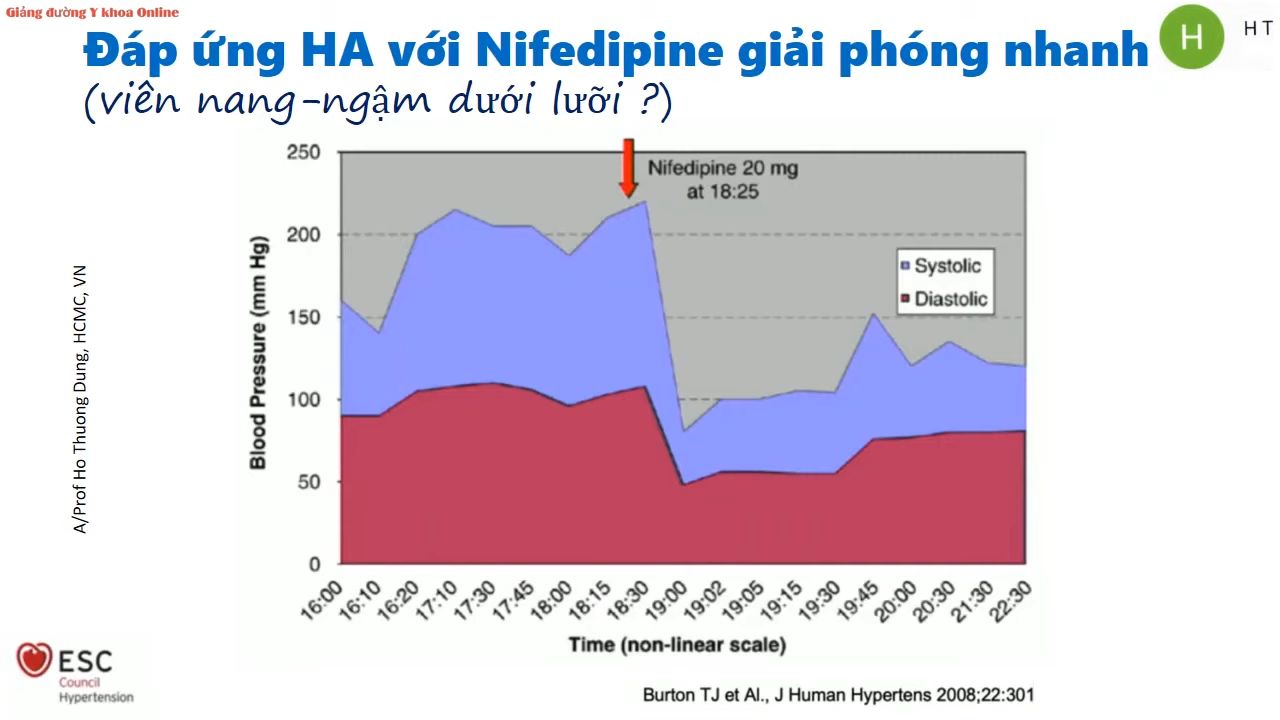 Giảng đường Y khoa Online
H
H T
Đáp ứng HA với Nifedipine giải phóng nhanh
(viên nang-ngậm dưới lưỡi ?)
A/Prof Ho Thuong Dung, HCMC, VN
Nifedipine 20 mg
at 18:25
Systolic
Diastolic
Blood Pressure (mm Hg)
250
200
150
100
50
0
16:00 16:10 16:20 17:10 17:30 17:45 18:00 18:15 18:30 19:00 19:02 19:05 19:15 19:30 19:45 20:00 20:30 21:30 22:30
Time (non-linear scale)
ESC
Council
Hypertension
Burton TJ et Al., J Human Hypertens 2008;22:301